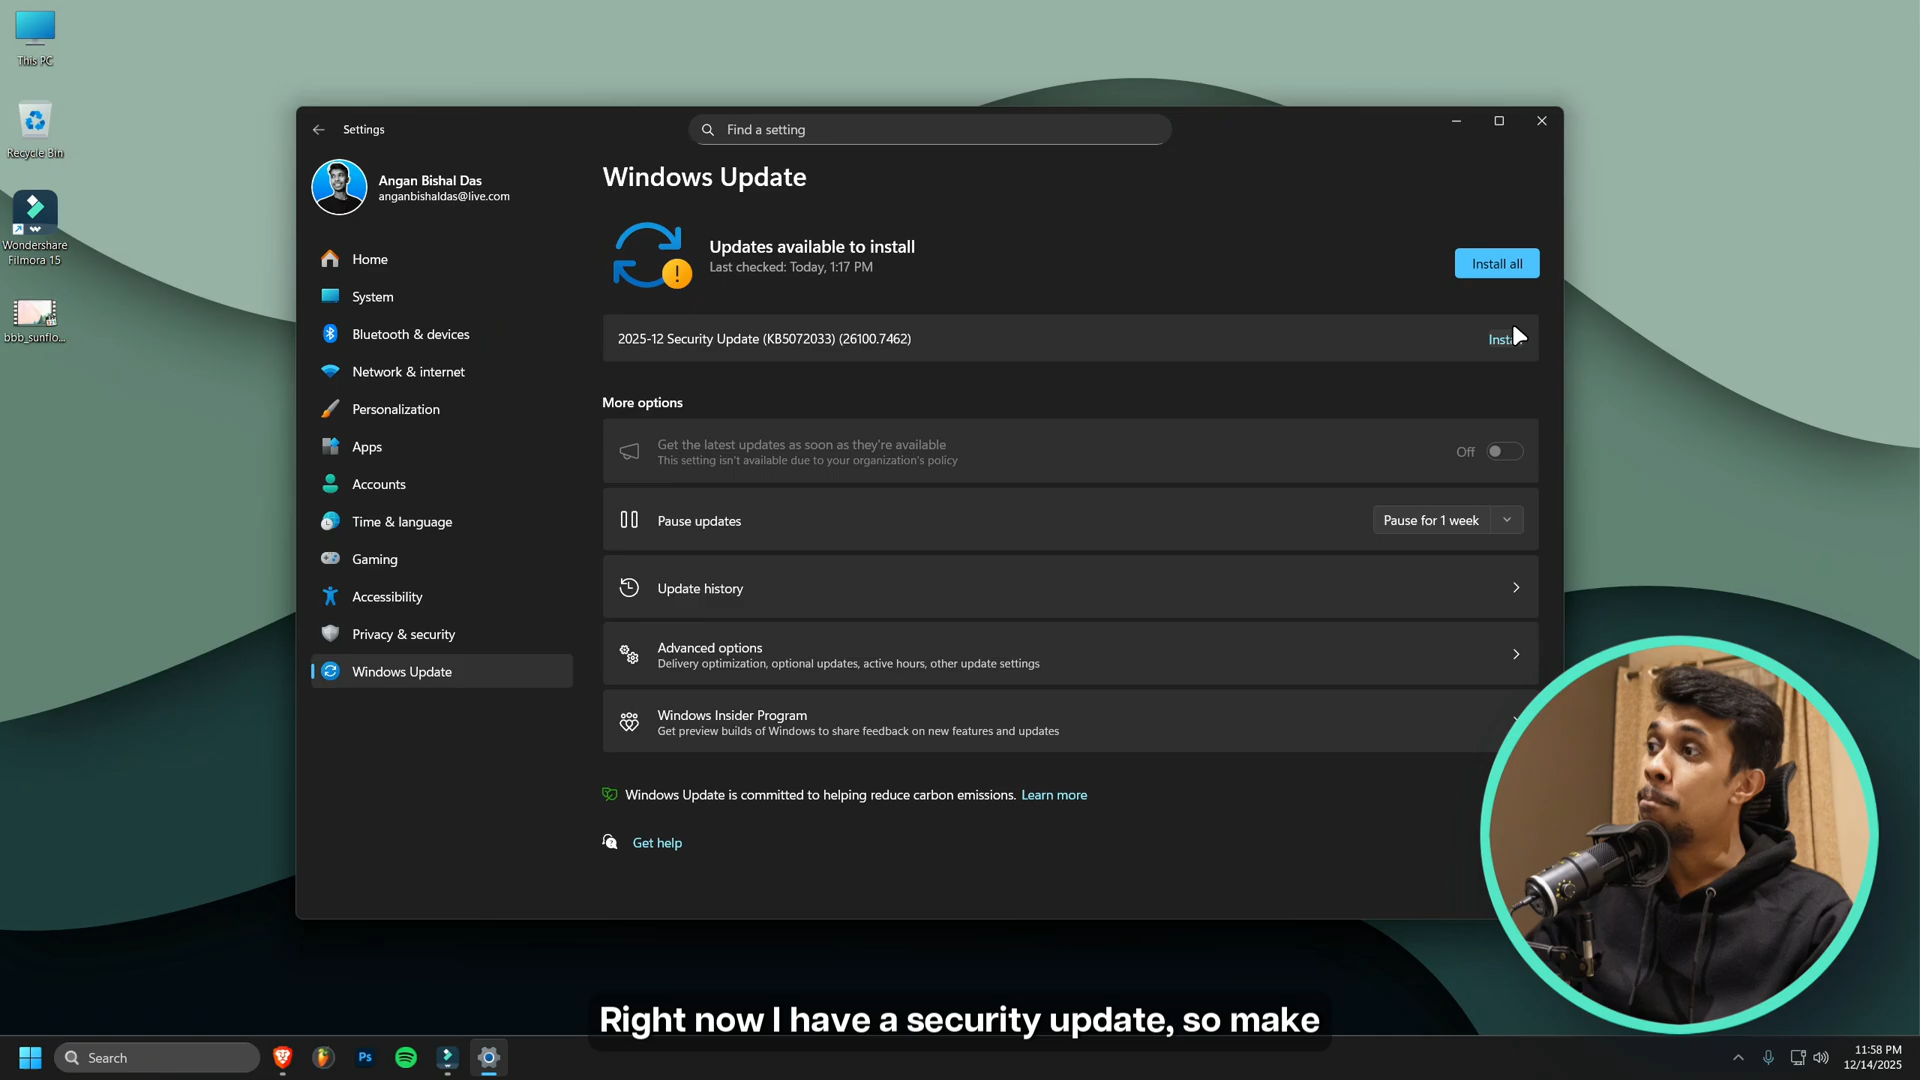 This PC
Recycle Bin
Wondershare
Filmora 15
bbb_sunflo...
Settings
Find a setting
Angan Bishal Das
anganbishaldas@live.com
Home
System
Bluetooth & devices
Network & internet
Personalization
Apps
Accounts
Time & language
Gaming
Accessibility
Privacy & security
Windows Update
Windows Update
Updates available to install
Last checked: Today, 1:17 PM
Install all
2025-12 Security Update (KB5072033) (26100.7462)
More options
Get the latest updates as soon as they're available
This setting isn't available due to your organization's policy
Off
Pause updates
Pause for 1 week
Update history
Advanced options
Delivery optimization, optional updates, active hours, other update settings
Windows Insider Program
Get preview builds of Windows to share feedback on new features and updates
Windows Update is committed to helping reduce carbon emissions. Learn more
Get help
Right now I have a security update, so make
Search
Ps
11:58 PM
12/14/2025